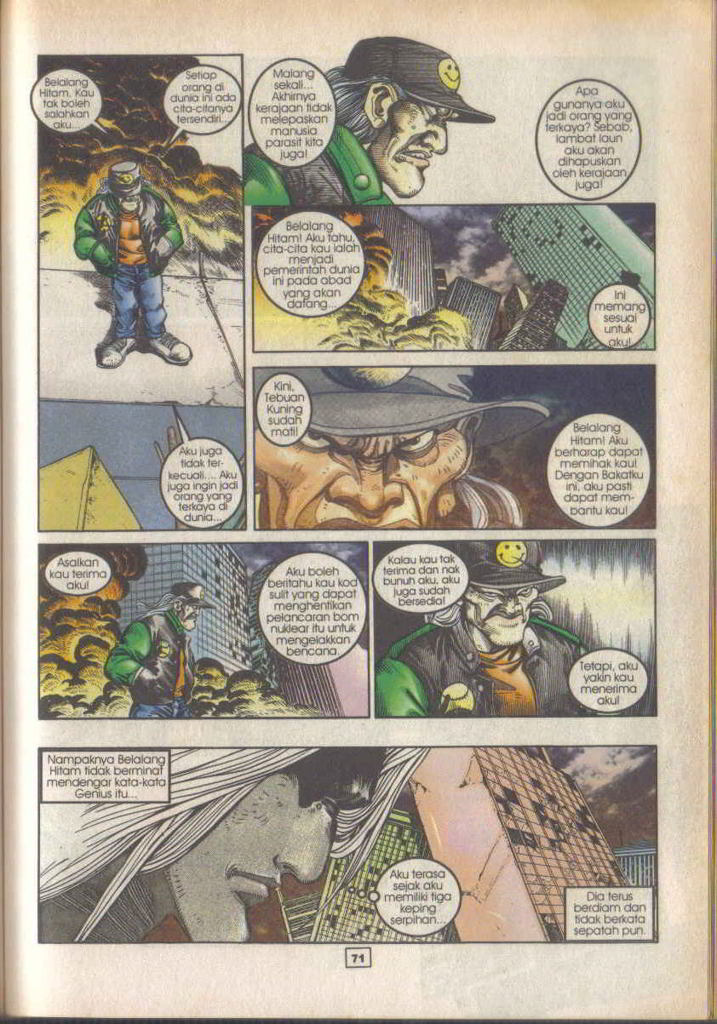 Belalang
Hitam. Kau
tak boleh
salahkan
aku...
Setiap
orang di
dunia ini ada
cita-citanya
tersendiri...
Aku juga
tidak ter-
kecuali.... Aku
juga ingin jadi
orang yang
terkaya di
dunia...
Malang
sekali...
Akhirnya
kerajaan tidak
melepaskan
manusia
parasit kita
juga!
Apa
gunanya aku
jadi orang yang
terkaya? Sebab,
lambat laun
aku akan
dihapuskan
oleh kerajaan
juga!
Belalang
Hitam! Aku tahu,
cita-cita kau ialah
menjadi
pemerintah dunia
ini pada abad
yang akan
datang...
Ini
memang
sesuai
untuk
aku!
Kini,
Tebuan
Kuning
sudah
mati!
Belalang
Hitam! Aku
berharap dapat
memihak kau!
Dengan Bakatku
ini, aku pasti
dapat mem-
bantu kau!
Asalkan
kau terima
aku!
Aku boleh
beritahu kau kod
sulit yang dapat
menghentikan
pelancaran bom
nuklear itu untuk
mengelakkan
bencana.
Kalau kau tak
terima dan nak
bunuh aku, aku
juga sudah
bersedia!
Tetapi, aku
yakin kau
menerima
aku!
Nampaknya Belalang
Hitam tidak berminat
mendengar kata-kata
Genius itu...
Aku terasa
sejak aku
memiliki tiga
keping
serpihan...
Dia terus
berdiam dan
tidak berkata
sepatah pun.
71